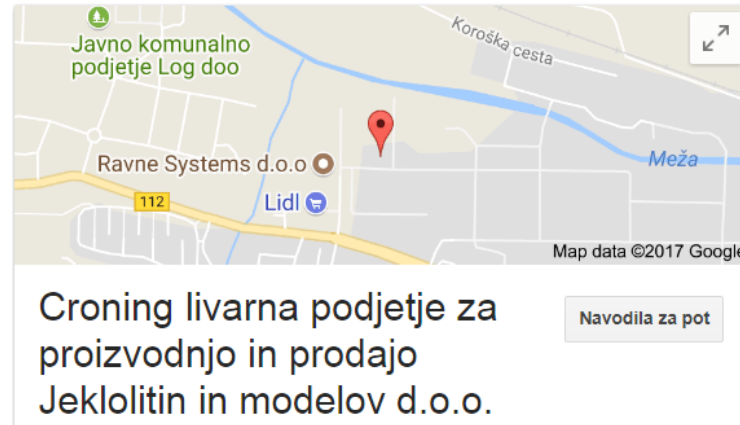 Javno komunalno
podjetje Log doo
Koroška cesta
Ravne Systems d.o.o
Meža
112
Lidl
Map data ©2017 Google
Croning livarna podjetje za
proizvodnjo in prodajo
Jeklolitin in modelov d.o.o.
Navodila za pot